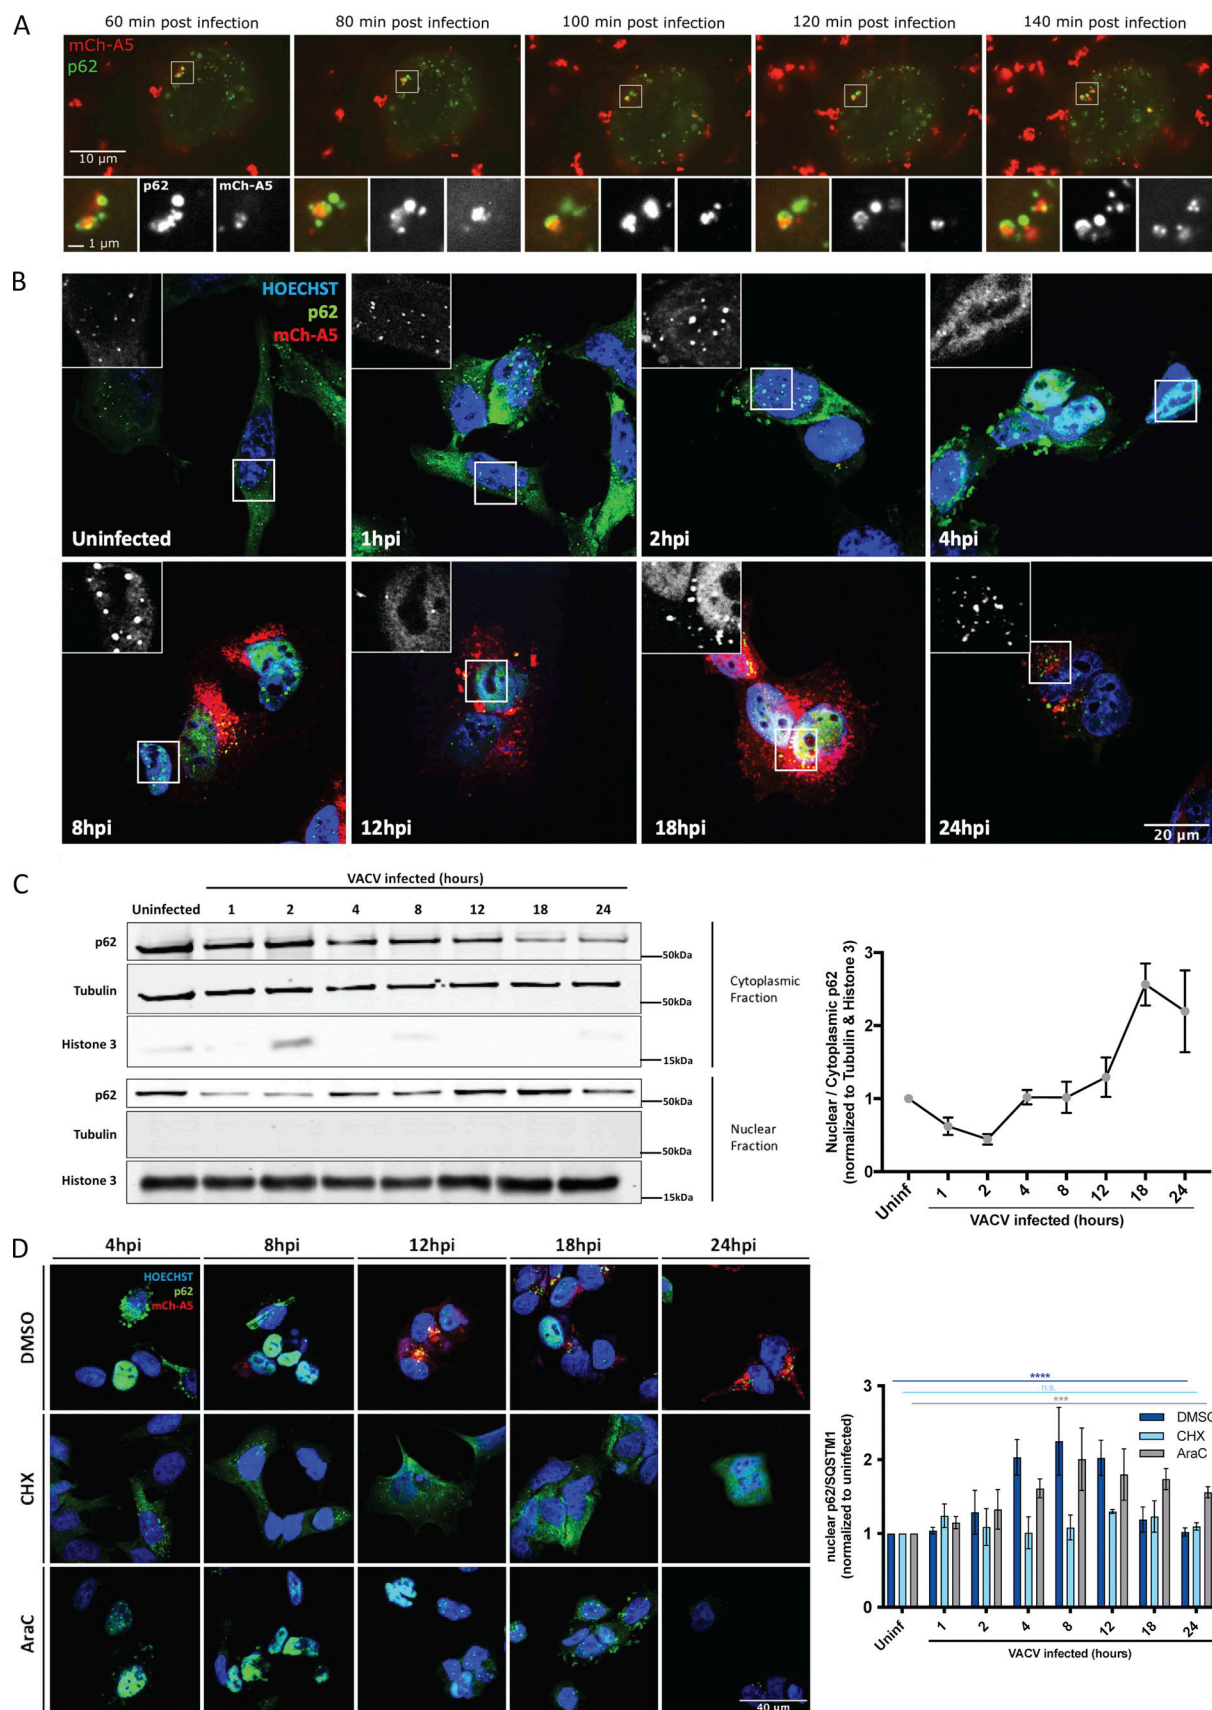 A
60 min post infection
80 min post infection
100 min post infection
120 min post infection
140 min post infection
mCh-A5
p62
10 µm
p62
mCh-A5
1 µm
B
HOECHST
p62
mCh-A5
Uninfected
1hpi
2hpi
4hpi
8hpi
12hpi
18hpi
24hpi
20 µm
C
VACV infected (hours)
Uninfected 1 2 4 8 12 18 24
p62
50kDa
Tubulin
50kDa
Histone 3
15kDa
Cytoplasmic
Fraction
p62
50kDa
Tubulin
50kDa
Histone 3
15kDa
Nuclear
Fraction
Nuclear / Cytoplasmic p62
(normalized to Tubulin & Histone 3)
3
2
1
0
Uninf 1 2 4 8 12 18 24
VACV infected (hours)
D
4hpi 8hpi 12hpi 18hpi 24hpi
HOECHST
p62
mCh-A5
DMSO
CHX
AraC
40 µm
nuclear p62/SQSTM1
(normalized to uninfected)
3
2
1
0
****
n.s.
***
DMSO
CHX
AraC
Uninf 1 2 4 8 12 18 24
VACV infected (hours)